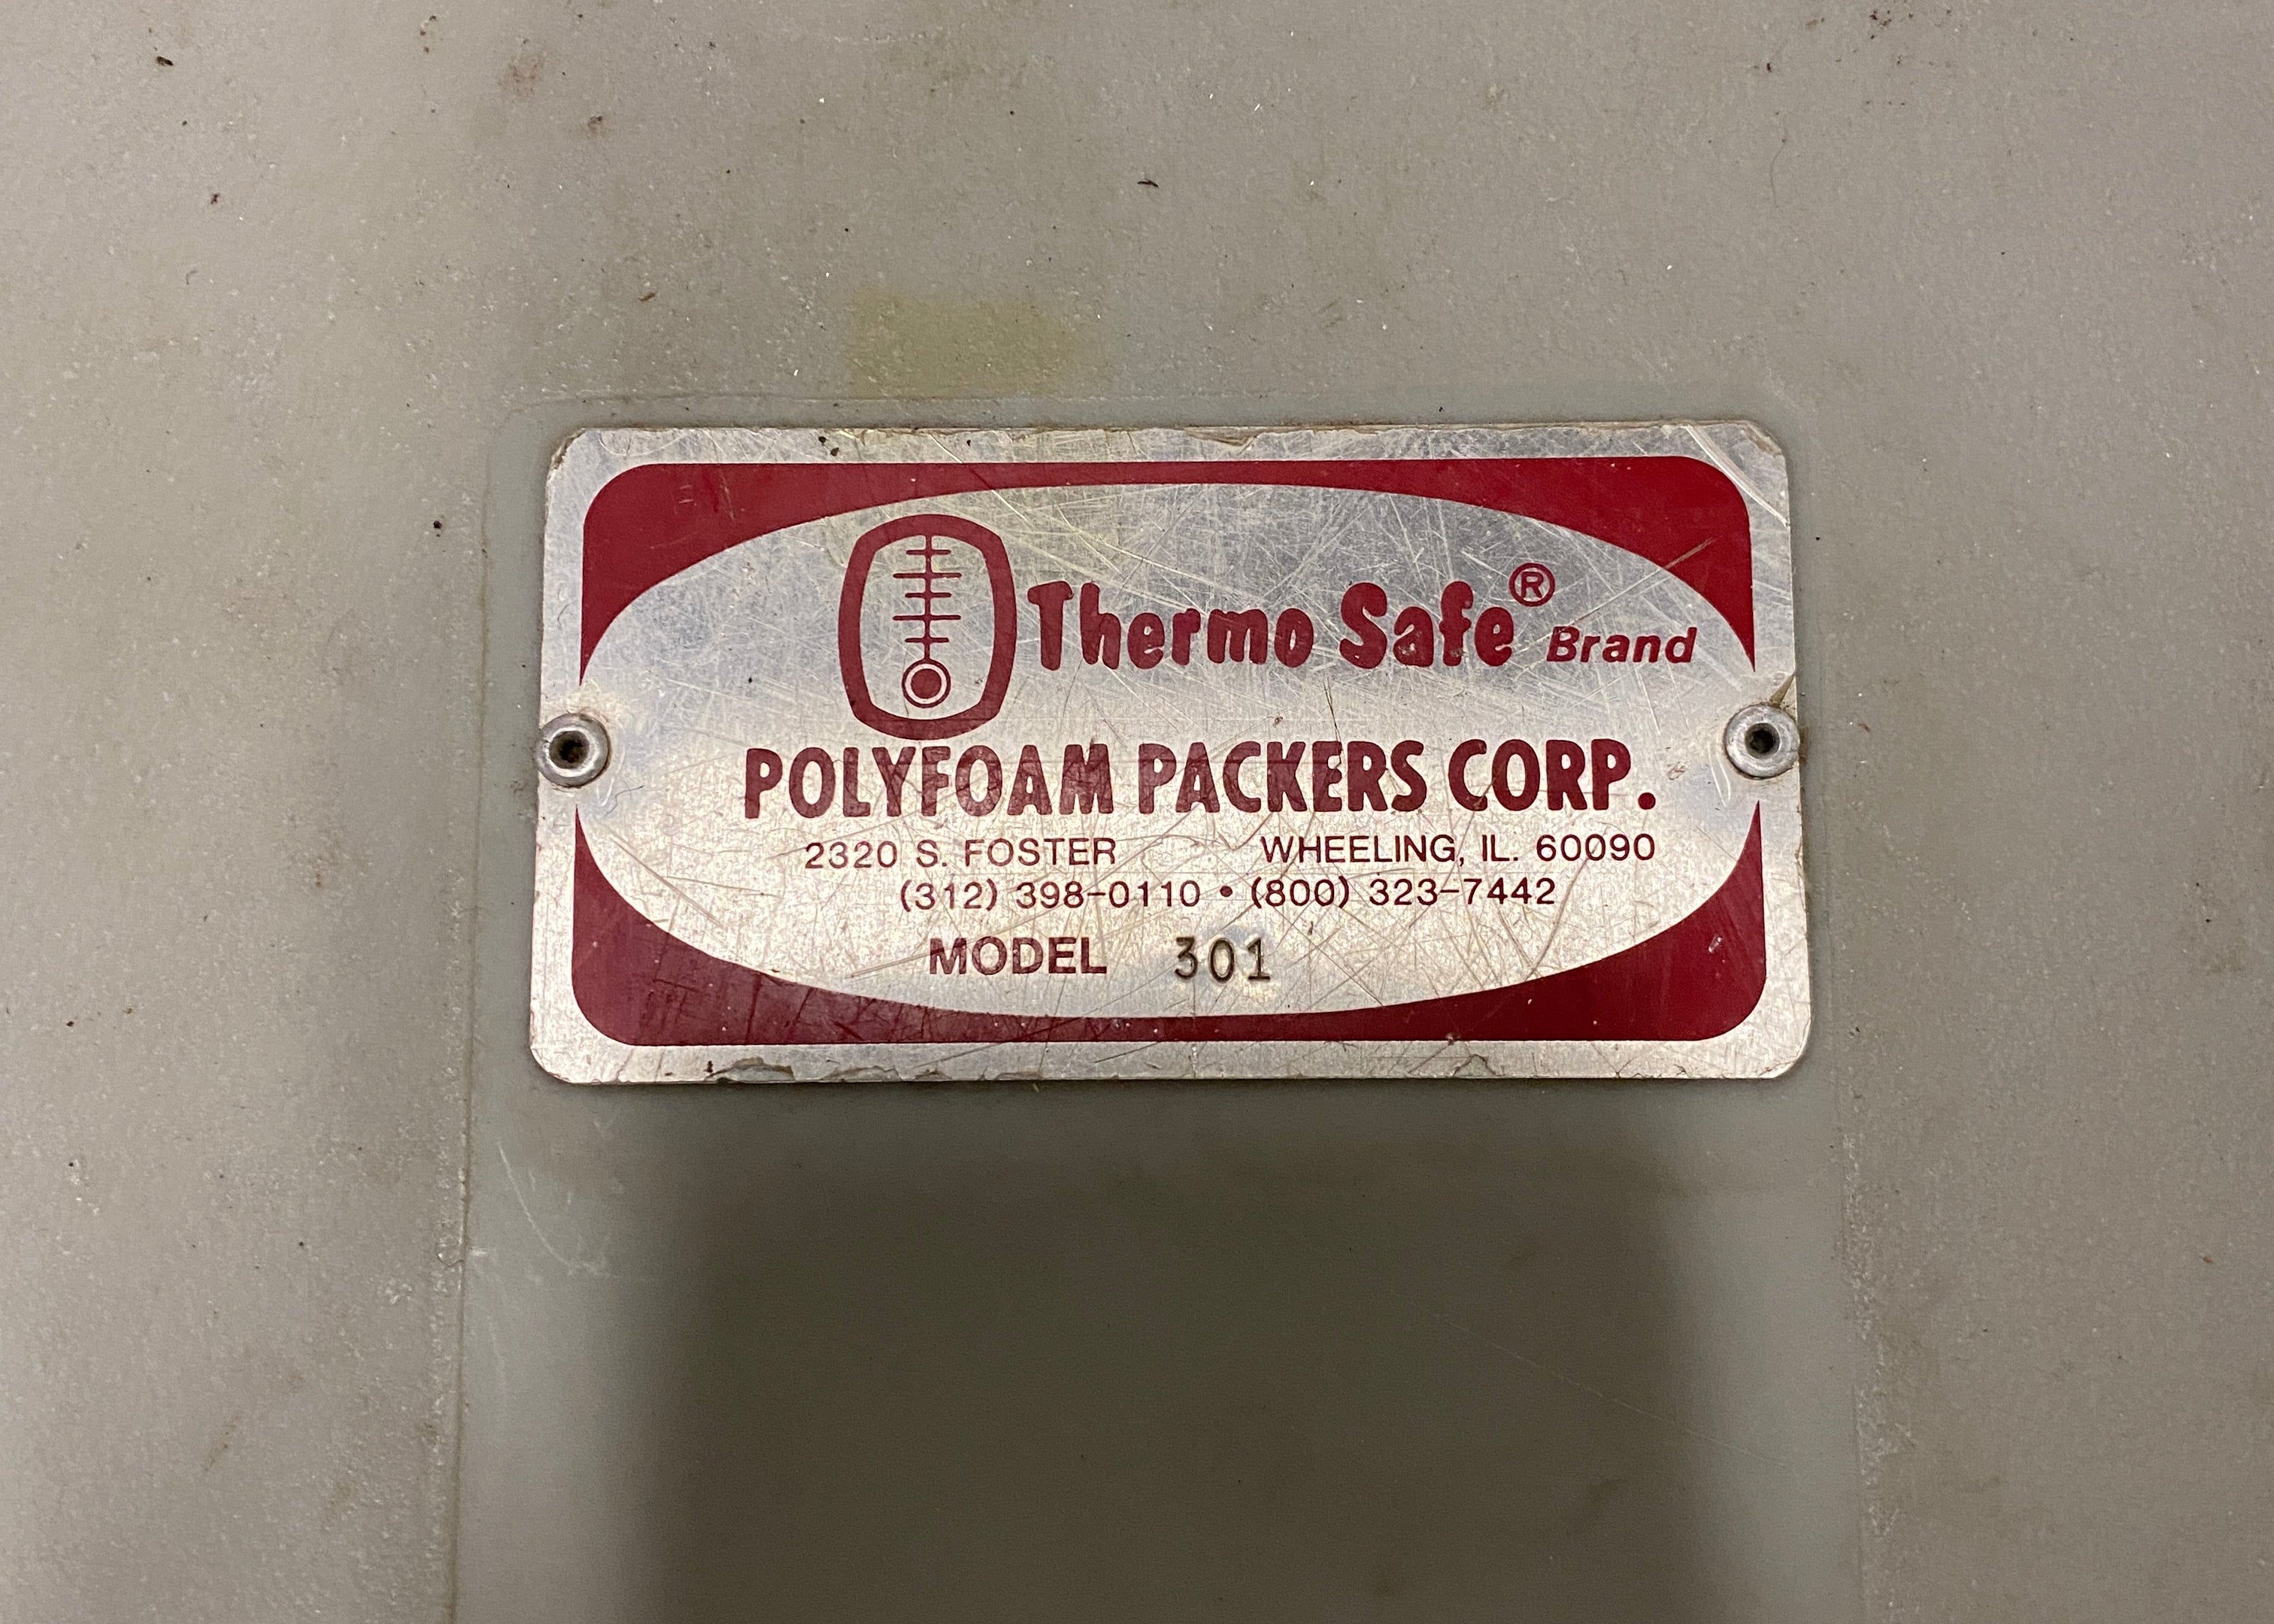 Thermo Safe® Brand
POLYFOAM PACKERS CORP.
2320 S. FOSTER WHEELING, IL. 60090
(312) 398-0110 • (800) 323-7442
MODEL 301